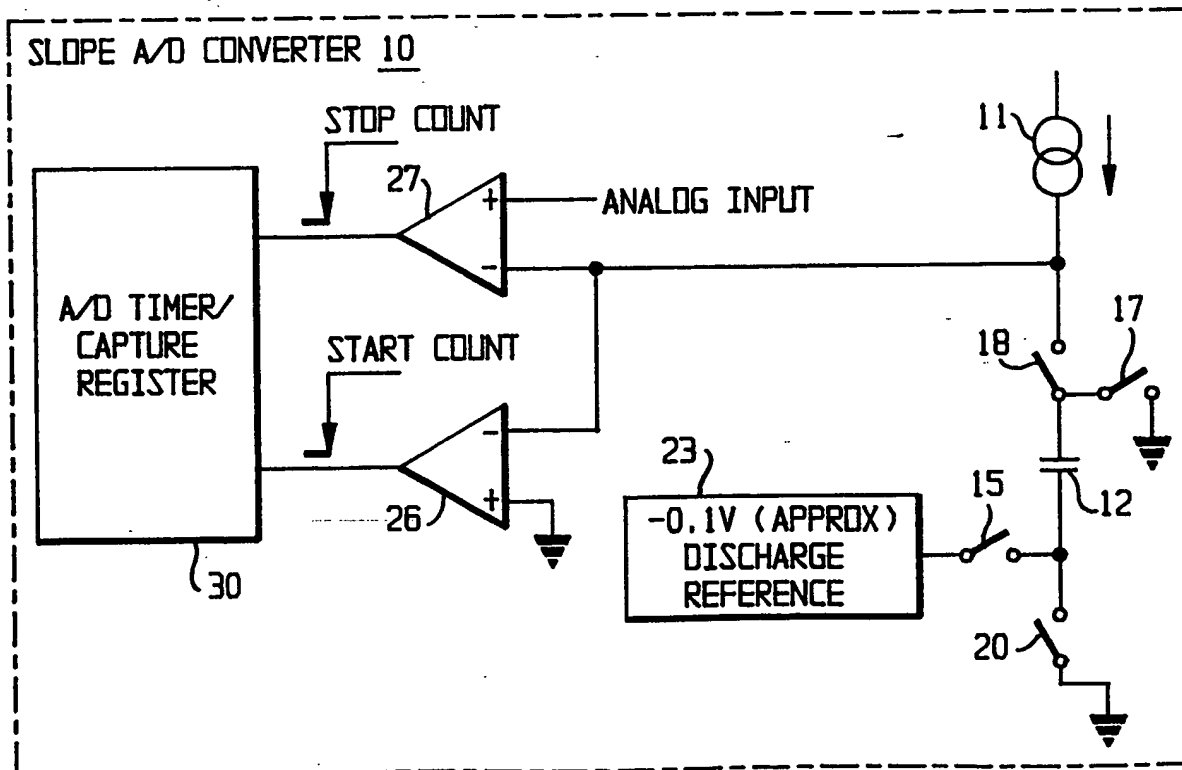 SLOPE A/D CONVERTER 10
STOP COUNT
27
+
ANALOG INPUT
-
11
A/D TIMER/
CAPTURE
REGISTER
START COUNT
-
+
26
30
18
17
12
23
-0.1V (APPROX)
DISCHARGE
REFERENCE
15
20